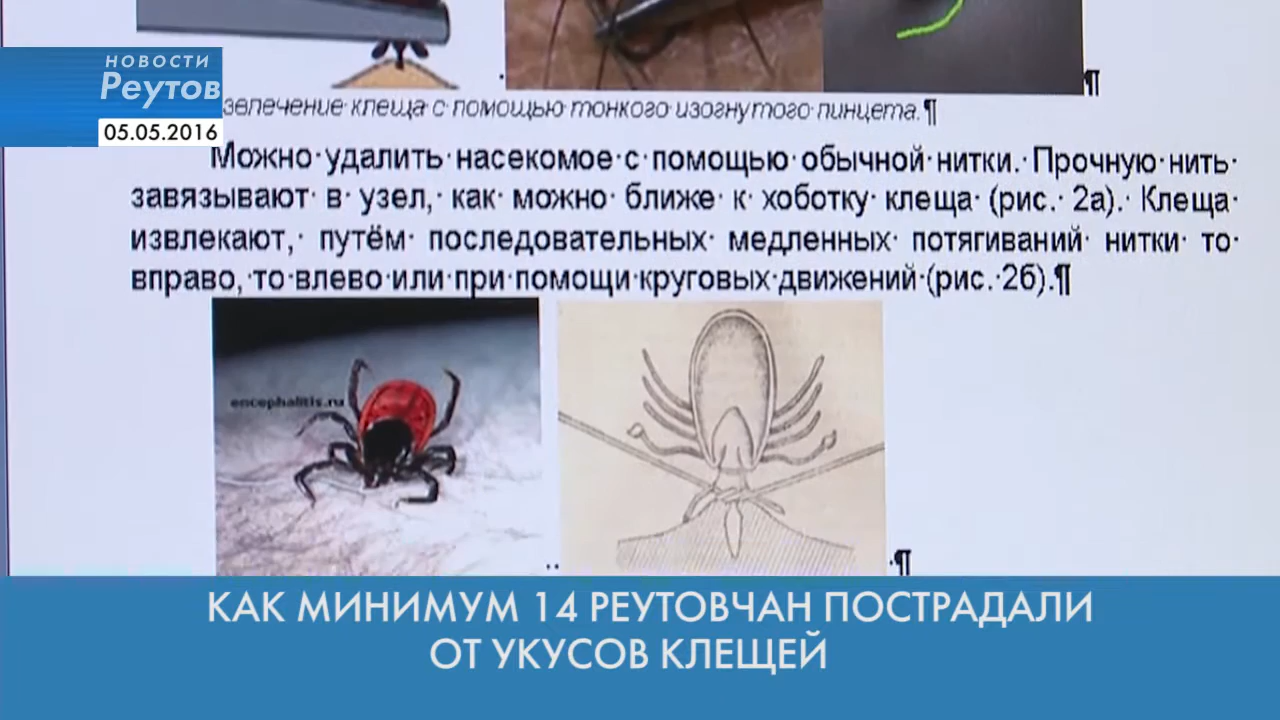 НОВОСТИ
Реутов
05.05.2016
звлечение клеща с помощью тонкого изогнутого пинцета.¶
Можно удалить насекомое с помощью обычной нитки. Прочную нить
завязывают в узел, как можно ближе к хоботку клеща (рис. 2а). Клеща
извлекают, путём последовательных медленных потягиваний нитки то
вправо, то влево или при помощи круговых движений (рис. 2б).¶
encephalitis.ru
КАК МИНИМУМ 14 РЕУТОВЧАН ПОСТРАДАЛИ
ОТ УКУСОВ КЛЕЩЕЙ